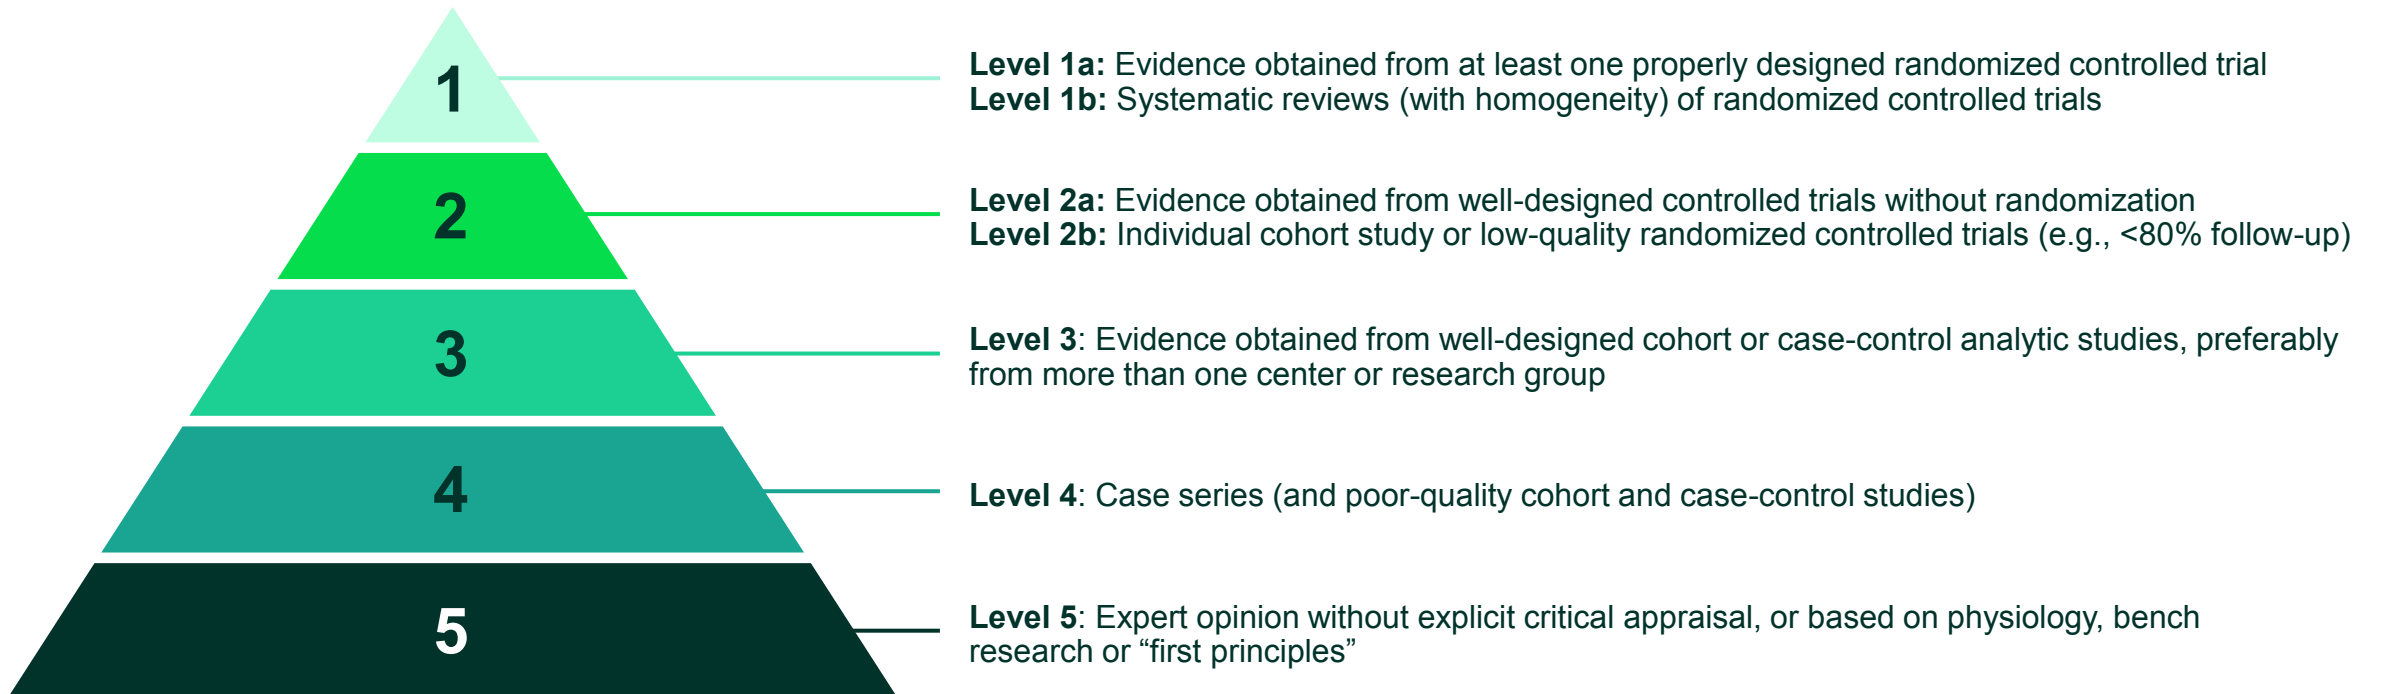 1
Level 1a: Evidence obtained from at least one properly designed randomized controlled trial
Level 1b: Systematic reviews (with homogeneity) of randomized controlled trials
2
Level 2a: Evidence obtained from well-designed controlled trials without randomization
Level 2b: Individual cohort study or low-quality randomized controlled trials (e.g., <80% follow-up)
3
Level 3: Evidence obtained from well-designed cohort or case-control analytic studies, preferably
from more than one center or research group
4
Level 4: Case series (and poor-quality cohort and case-control studies)
5
Level 5: Expert opinion without explicit critical appraisal, or based on physiology, bench
research or “first principles”